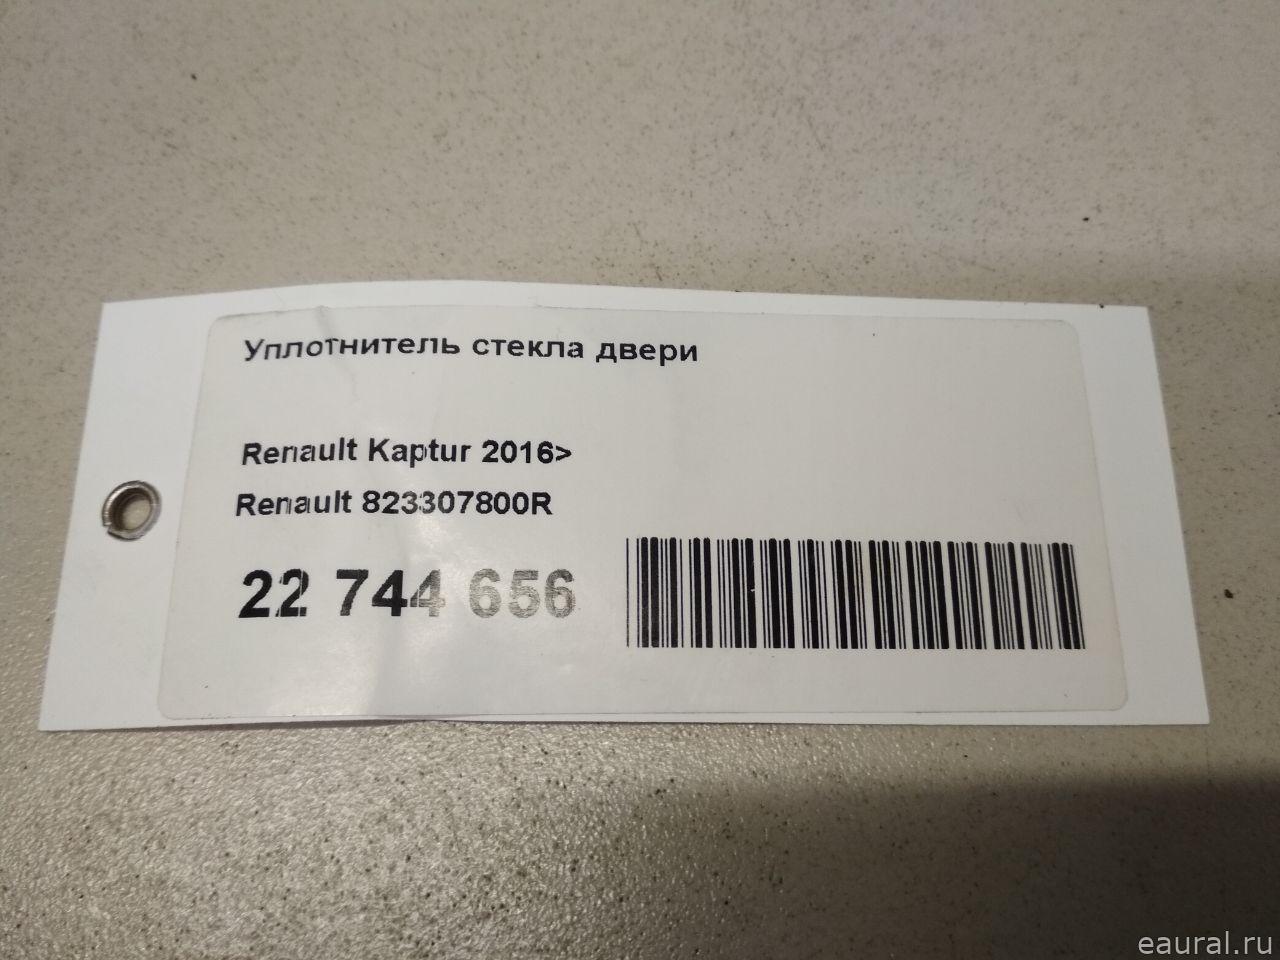 Уплотнитель стекла двери
Renault Kaptur 2016>
Renault 823307800R
22 744 656
eaural.ru